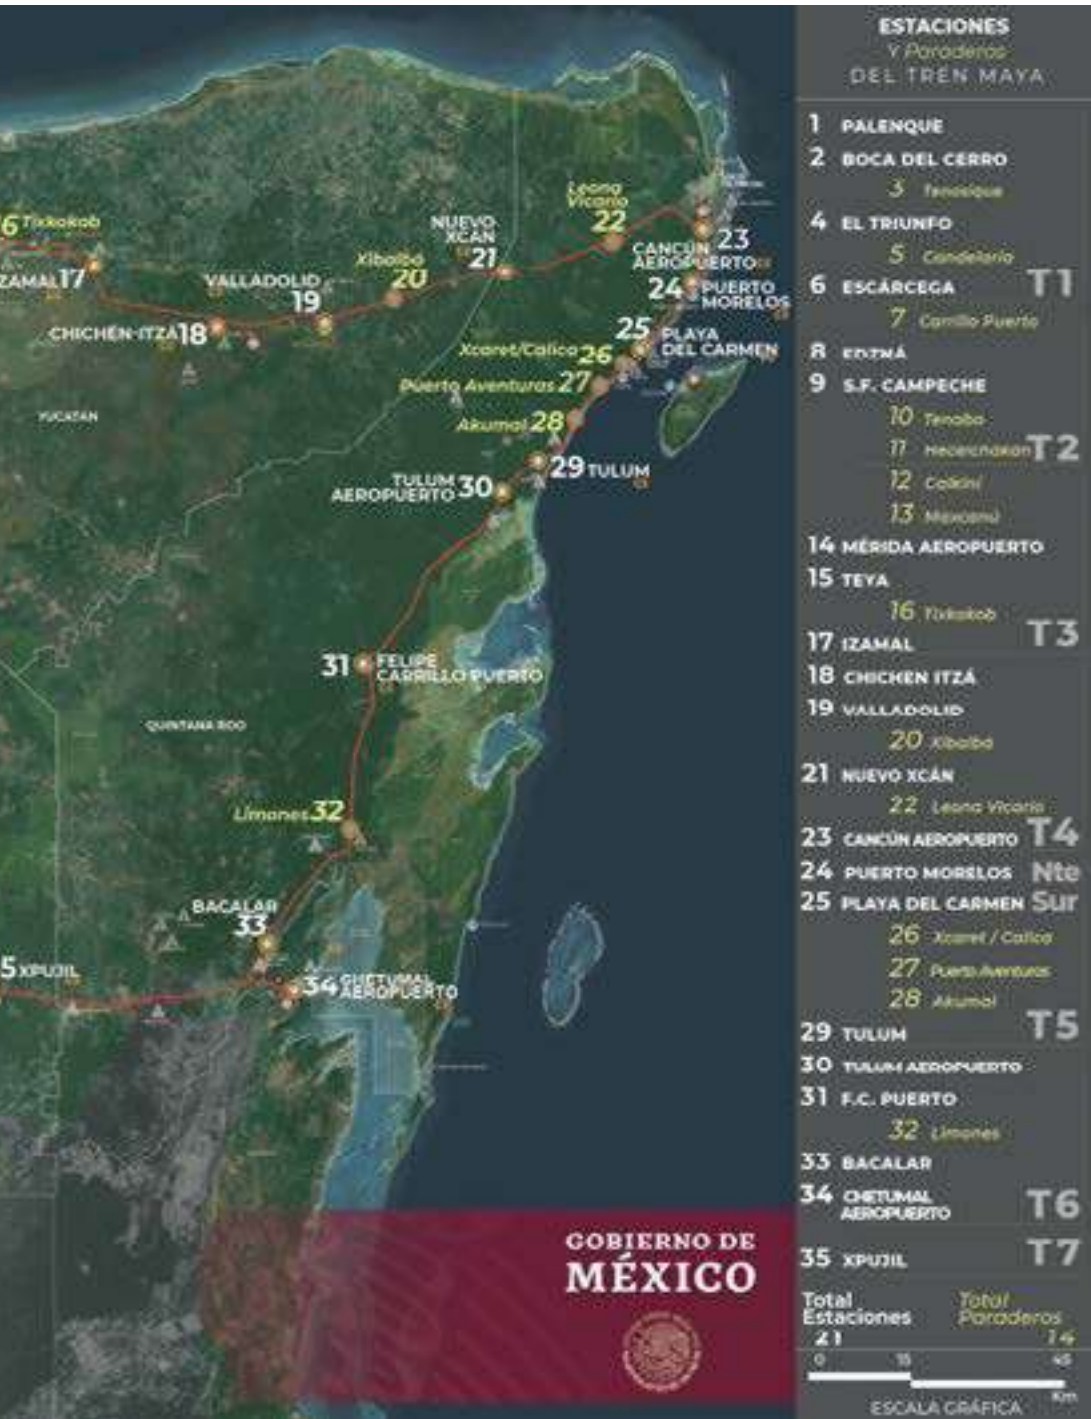 6 Tixkokob
ZAMAL 17
CHICHÉN-ITZÁ 18
VALLADOLID
19
Xibalbá
20
NUEVO
XCAN
21
Leona
Vicario
22
23
CANCÚN
AEROPUERTO
24 PUERTO
MORELOS
25 PLAYA
DEL CARMEN
Xcaret/Calica 26
Puerto Aventuras 27
Akumal 28
29 TULUM
TULUM
AEROPUERTO 30
YUCATÁN
31 FELIPE
CARRILLO PUERTO
QUINTANA ROO
Limones 32
BACALAR
33
5 XPUJIL
34 CHETUMAL
AEROPUERTO
GOBIERNO DE
MÉXICO
ESTACIONES
Y Paraderos
DEL TREN MAYA
1 PALENQUE
2 BOCA DEL CERRO
3 Tenosique
4 EL TRIUNFO
5 Candelaria
6 ESCÁRCEGA T1
7 Carrillo Puerto
8 EDZNÁ
9 S.F. CAMPECHE
10 Tenabo
11 Hecelchakan T2
12 Calkiní
13 Maxcanú
14 MÉRIDA AEROPUERTO
15 TEYA
16 Tixkokob
T3
17 IZAMAL
18 CHICHEN ITZÁ
19 VALLADOLID
20 Xibalbá
21 NUEVO XCÁN
22 Leona Vicario
23 CANCÚN AEROPUERTO T4
24 PUERTO MORELOS Nte
25 PLAYA DEL CARMEN Sur
26 Xcaret / Calica
27 Puerto Aventuras
28 Akumal
29 TULUM T5
30 TULUM AEROPUERTO
31 F.C. PUERTO
32 Limones
33 BACALAR
34 CHETUMAL
AEROPUERTO T6
35 XPUJIL T7
Total
Estaciones
21
Total
Paraderos
14
0 15 45
Km
ESCALA GRÁFICA